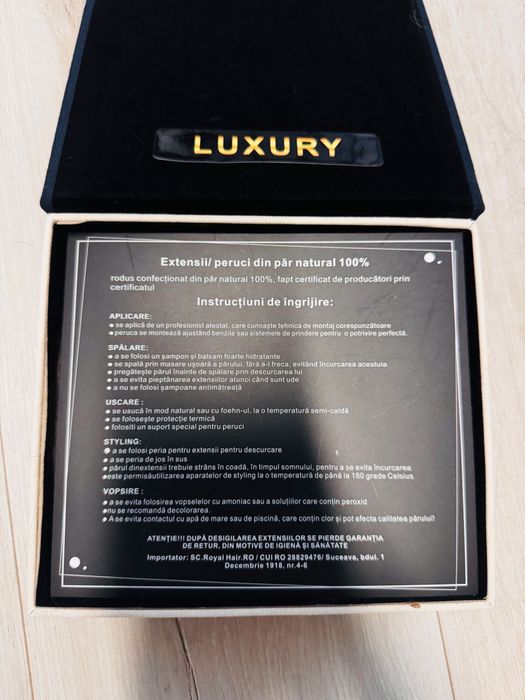 LUXURY
Extensii/ peruci din păr natural 100%
rodus confecționat din păr natural 100%, fapt certificat de producători prin
certificatul
Instrucțiuni de îngrijire:
APLICARE:
● se aplică de un profesionist atestat, care cunoaște tehnica de montaj corespunzătoare
● peruca se montează ajustând benzile sau sistemele de prindere pentru o potrivire perfectă.
SPĂLARE:
● a se folosi un șampon și balsam foarte hidratante
● se spală prin masare ușoară a părului, fără a-l freca, evitând încurcarea acestuia
● pregătește părul înainte de spălare prin descurcarea lui
● a se evita pieptănarea extensiilor atunci când sunt ude
● a nu se folosi șampoane antimătreață
USCARE :
● se usucă în mod natural sau cu foehn-ul, la o temperatură semi-caldă
● se folosește protecție termică
● folositi un suport special pentru peruci
STYLING:
● a se folosi peria pentru extensii pentru descurcare
● a se peria de jos în sus
● părul dinextensii trebuie strâns în coadă, în timpul somnului, pentru a se evita încurcarea
●este permisăutilizarea aparatelor de styling la o temperatură de până la 180 grade Celsius
VOPSIRE :
● a se evita folosirea vopselelor cu amoniac sau a soluțiilor care conțin peroxid
●nu se recomandă decolorarea.
● A se evita contactul cu apă de mare sau de piscină, care conțin clor și pot afecta calitatea părului!
ATENȚIE!!! DUPĂ DESIGILAREA EXTENSIILOR SE PIERDE GARANȚIA
DE RETUR, DIN MOTIVE DE IGIENĂ ȘI SĂNĂTATE
Importator: SC.Royal Hair.RO / CUI RO 28829476/ Suceava, bdul. 1
Decembrie 1918, nr.4-6